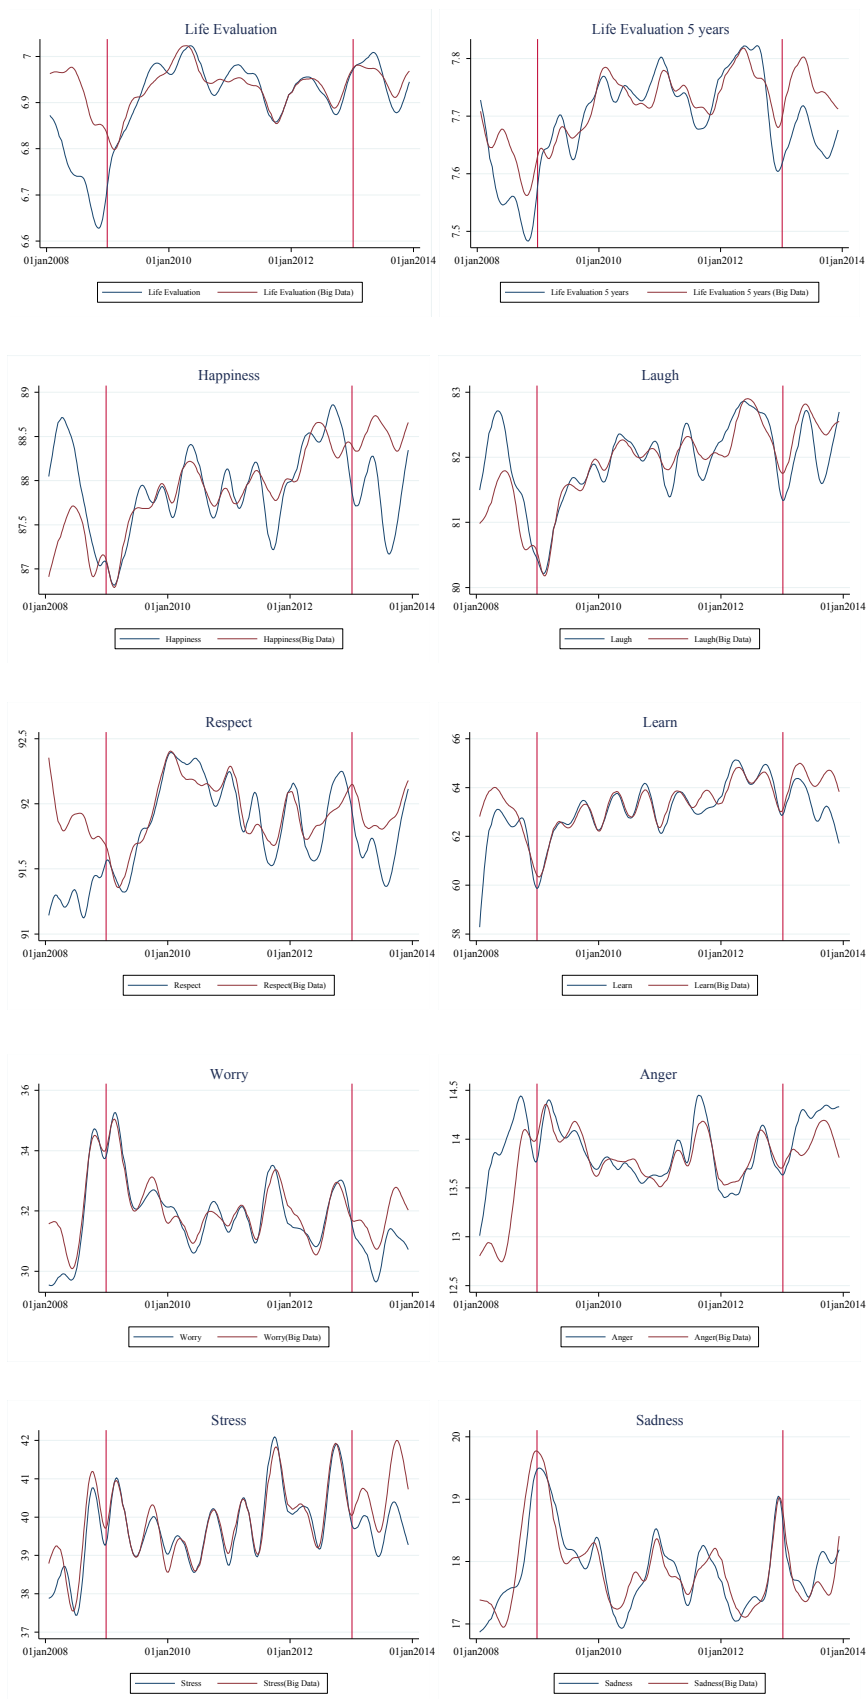 Life Evaluation
7
6.9
6.8
6.7
6.6
01jan2008 01jan2010 01jan2012 01jan2014
Life Evaluation Life Evaluation (Big Data)
Life Evaluation 5 years
7.8
7.7
7.6
7.5
01jan2008 01jan2010 01jan2012 01jan2014
Life Evaluation 5 years Life Evaluation 5 years (Big Data)
Happiness
89
88.5
88
87.5
87
01jan2008 01jan2010 01jan2012 01jan2014
Happiness Happiness(Big Data)
Laugh
83
82
81
80
01jan2008 01jan2010 01jan2012 01jan2014
Laugh Laugh(Big Data)
Respect
92.5
92
91.5
91
01jan2008 01jan2010 01jan2012 01jan2014
Respect Respect(Big Data)
Learn
66
64
62
60
58
01jan2008 01jan2010 01jan2012 01jan2014
Learn Learn(Big Data)
Worry
36
34
32
30
01jan2008 01jan2010 01jan2012 01jan2014
Worry Worry(Big Data)
Anger
14.5
14
13.5
13
12.5
01jan2008 01jan2010 01jan2012 01jan2014
Anger Anger(Big Data)
Stress
42
41
40
39
38
37
01jan2008 01jan2010 01jan2012 01jan2014
Stress Stress(Big Data)
Sadness
20
19
18
17
01jan2008 01jan2010 01jan2012 01jan2014
Sadness Sadness(Big Data)